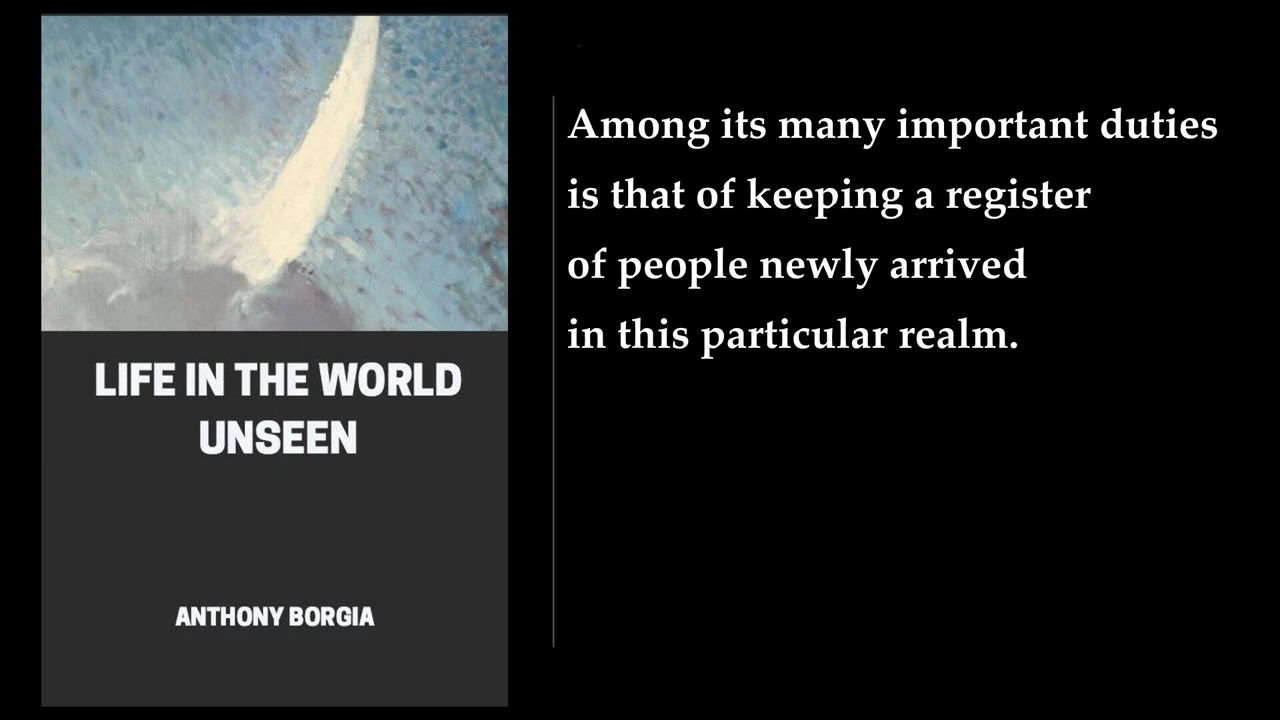 LIFE IN THE WORLD
UNSEEN
ANTHONY BORGIA
Among its many important duties
is that of keeping a register
of people newly arrived
in this particular realm.